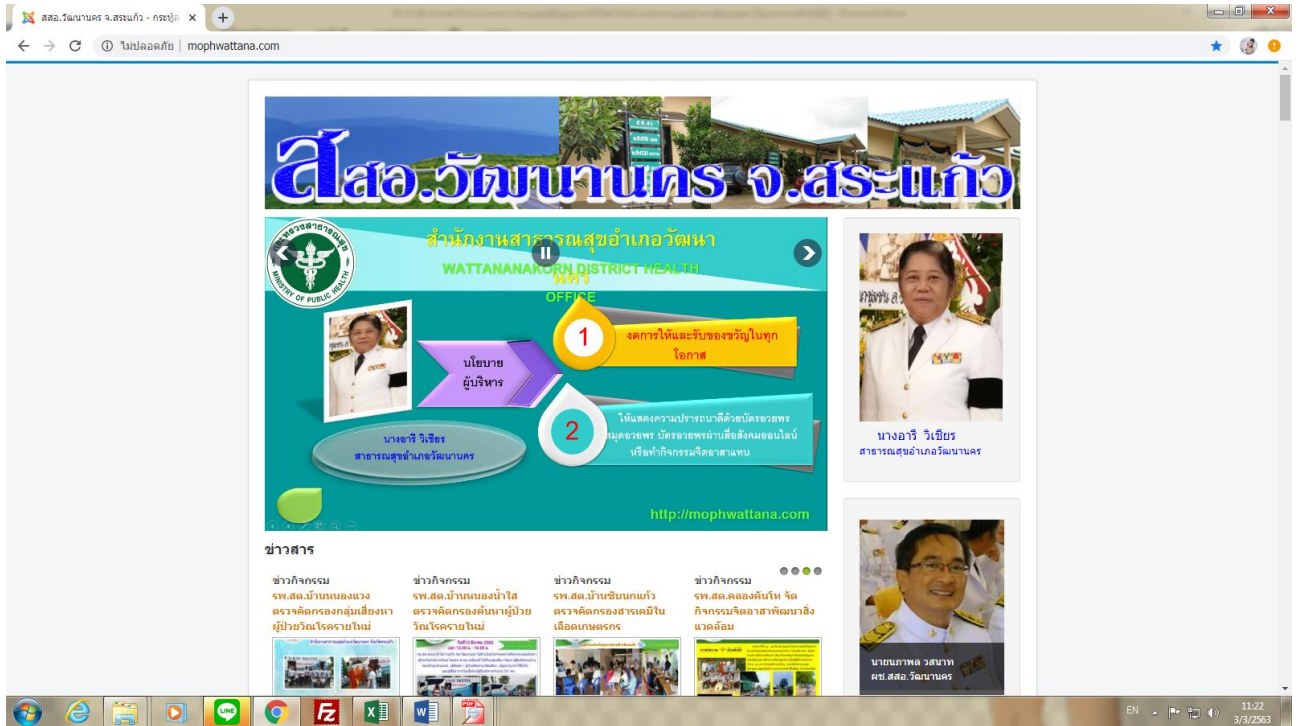 สสอ.วัฒนานคร จ.สระแก้ว - กระทู้ถ
ไม่ปลอดภัย | mophwattana.com
สสอ.วัฒนานคร จ.สระแก้ว
MINISTRY OF PUBLIC HEALTH
สำนักงานสาธารณสุขอำเภอวัฒนา
นคร
WATTANANAKORN DISTRICT HEALTH
OFFICE
1
งดการให้และรับของขวัญในทุก
โอกาส
นโยบาย
ผู้บริหาร
2
ให้แสดงความปรารถนาดีด้วยบัตรอวยพร
สมุดอวยพร บัตรอวยพรผ่านสื่อสังคมออนไลน์
หรือทำกิจกรรมจิตอาสาแทน
นางอารี วิเชียร
สาธารณสุขอำเภอวัฒนานคร
http://mophwattana.com
นางอารี วิเชียร
สาธารณสุขอำเภอวัฒนานคร
ข่าวสาร
ข่าวกิจกรรม
รพ.สต.บ้านหนองแวง
ตรวจคัดกรองกลุ่มเสี่ยงหา
ผู้ป่วยวัณโรครายใหม่
ข่าวกิจกรรม
รพ.สต.บ้านหนองน้ำใส
ตรวจคัดกรองค้นหาผู้ป่วย
วัณโรครายใหม่
ข่าวกิจกรรม
รพ.สต.บ้านซับนกแก้ว
ตรวจคัดกรองสารเคมีใน
เลือดเกษตรกร
ข่าวกิจกรรม
รพ.สต.คลองคันโท จัด
กิจกรรมจิตอาสาพัฒนาสิ่ง
แวดล้อม
นายนภาพล วสนาท
ผช.สสอ.วัฒนานคร
LINE
PDF
EN
11:22
3/3/2563